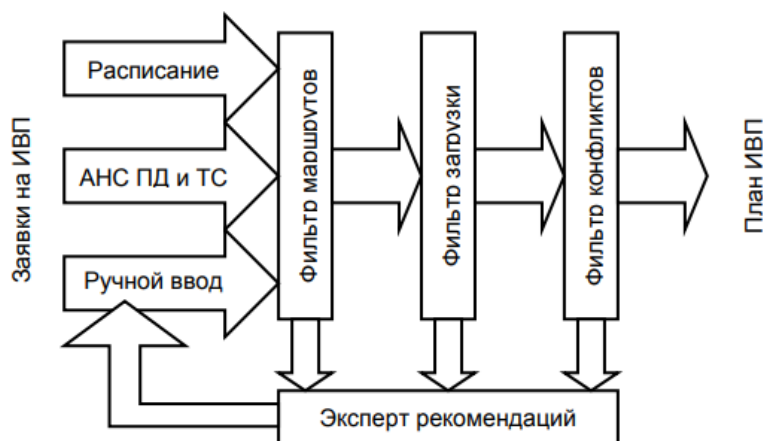 Заявки на ИВП
Расписание
АНС ПД и ТС
Ручной ввод
Фильтр маршрутов
Фильтр загрузки
Фильтр конфликтов
План ИВП
Эксперт рекомендаций